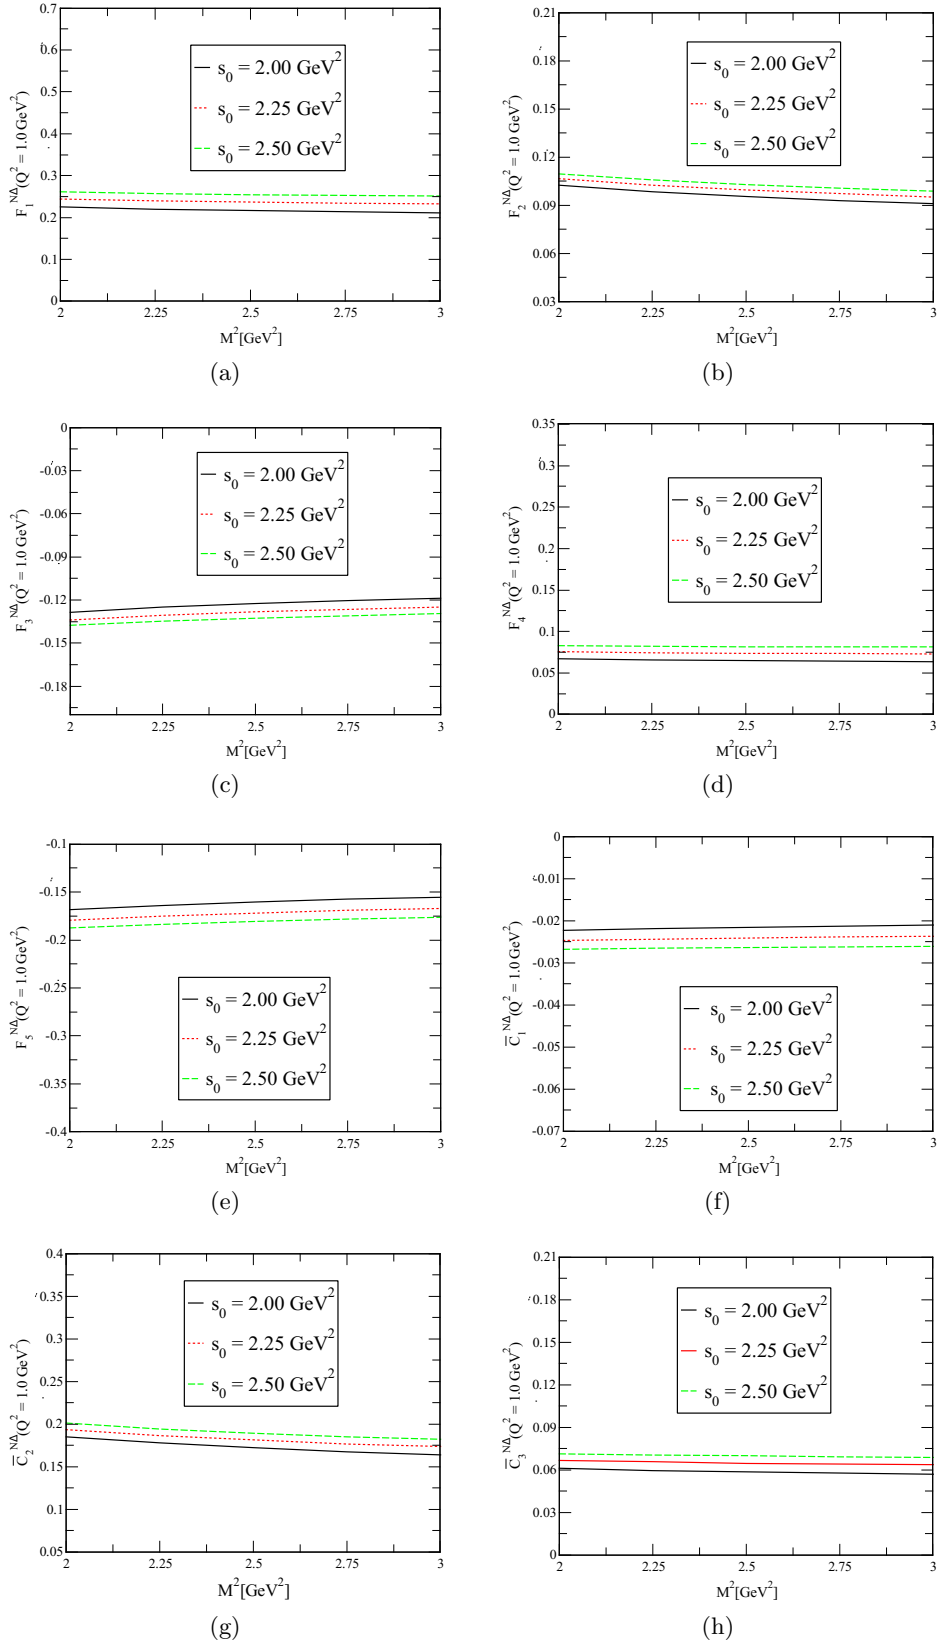 0.7
0.6
0.5
0.4
0.3
0.2
0.1
0
F₁^NΔ(Q² = 1.0 GeV²)
s₀ = 2.00 GeV²
s₀ = 2.25 GeV²
s₀ = 2.50 GeV²
2 2.25 2.5 2.75 3
M²[GeV²]
(a)
0.21
0.18
0.15
0.12
0.09
0.06
0.03
F₂^NΔ(Q² = 1.0 GeV²)
s₀ = 2.00 GeV²
s₀ = 2.25 GeV²
s₀ = 2.50 GeV²
2 2.25 2.5 2.75 3
M²[GeV²]
(b)
0
-0.03
-0.06
-0.09
-0.12
-0.15
-0.18
F₃^NΔ(Q² = 1.0 GeV²)
s₀ = 2.00 GeV²
s₀ = 2.25 GeV²
s₀ = 2.50 GeV²
2 2.25 2.5 2.75 3
M²[GeV²]
(c)
0.35
0.3
0.25
0.2
0.15
0.1
0.05
0
F₄^NΔ(Q² = 1.0 GeV²)
s₀ = 2.00 GeV²
s₀ = 2.25 GeV²
s₀ = 2.50 GeV²
2 2.25 2.5 2.75 3
M²[GeV²]
(d)
-0.1
-0.15
-0.2
-0.25
-0.3
-0.35
-0.4
F₅^NΔ(Q² = 1.0 GeV²)
s₀ = 2.00 GeV²
s₀ = 2.25 GeV²
s₀ = 2.50 GeV²
2 2.25 2.5 2.75 3
M²[GeV²]
(e)
0
-0.01
-0.02
-0.03
-0.04
-0.05
-0.06
-0.07
C̅₁^NΔ(Q² = 1.0 GeV²)
s₀ = 2.00 GeV²
s₀ = 2.25 GeV²
s₀ = 2.50 GeV²
2 2.25 2.5 2.75 3
M²[GeV²]
(f)
0.4
0.35
0.3
0.25
0.2
0.15
0.1
0.05
C̅₂^NΔ(Q² = 1.0 GeV²)
s₀ = 2.00 GeV²
s₀ = 2.25 GeV²
s₀ = 2.50 GeV²
2 2.25 2.5 2.75 3
M²[GeV²]
(g)
0.21
0.18
0.15
0.12
0.09
0.06
0.03
0
C̅₃^NΔ(Q² = 1.0 GeV²)
s₀ = 2.00 GeV²
s₀ = 2.25 GeV²
s₀ = 2.50 GeV²
2 2.25 2.5 2.75 3
M²[GeV²]
(h)